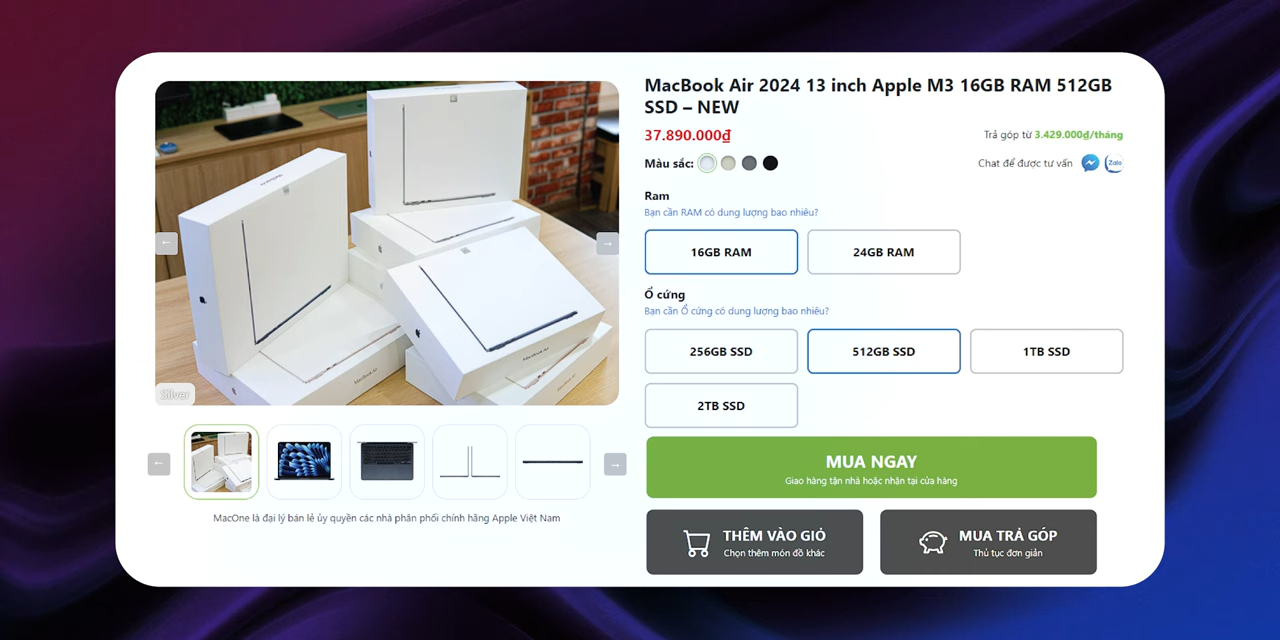 MacBook Air 2024 13 inch Apple M3 16GB RAM 512GB
SSD – NEW
37.890.000₫
Trả góp từ 3.429.000₫/tháng
Màu sắc:
Chat để được tư vấn
Zalo
Ram
Bạn cần RAM có dung lượng bao nhiêu?
16GB RAM
24GB RAM
Ổ cứng
Bạn cần Ổ cứng có dung lượng bao nhiêu?
256GB SSD
512GB SSD
1TB SSD
2TB SSD
MUA NGAY
Giao hàng tận nhà hoặc nhận tại cửa hàng
THÊM VÀO GIỎ
Chọn thêm món đồ khác
MUA TRẢ GÓP
Thủ tục đơn giản
MacBook Air
MacBook Air
Silver
MacOne là đại lý bán lẻ ủy quyền các nhà phân phối chính hãng Apple Việt Nam